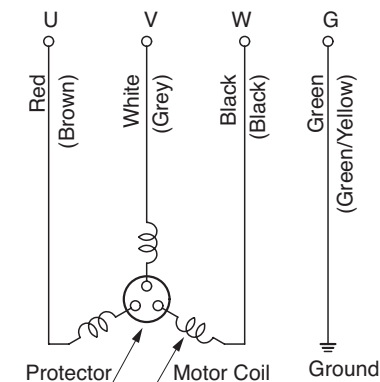 U V W G
Red
(Brown)
White
(Grey)
Black
(Black)
Green
(Green/Yellow)
Protector Motor Coil Ground